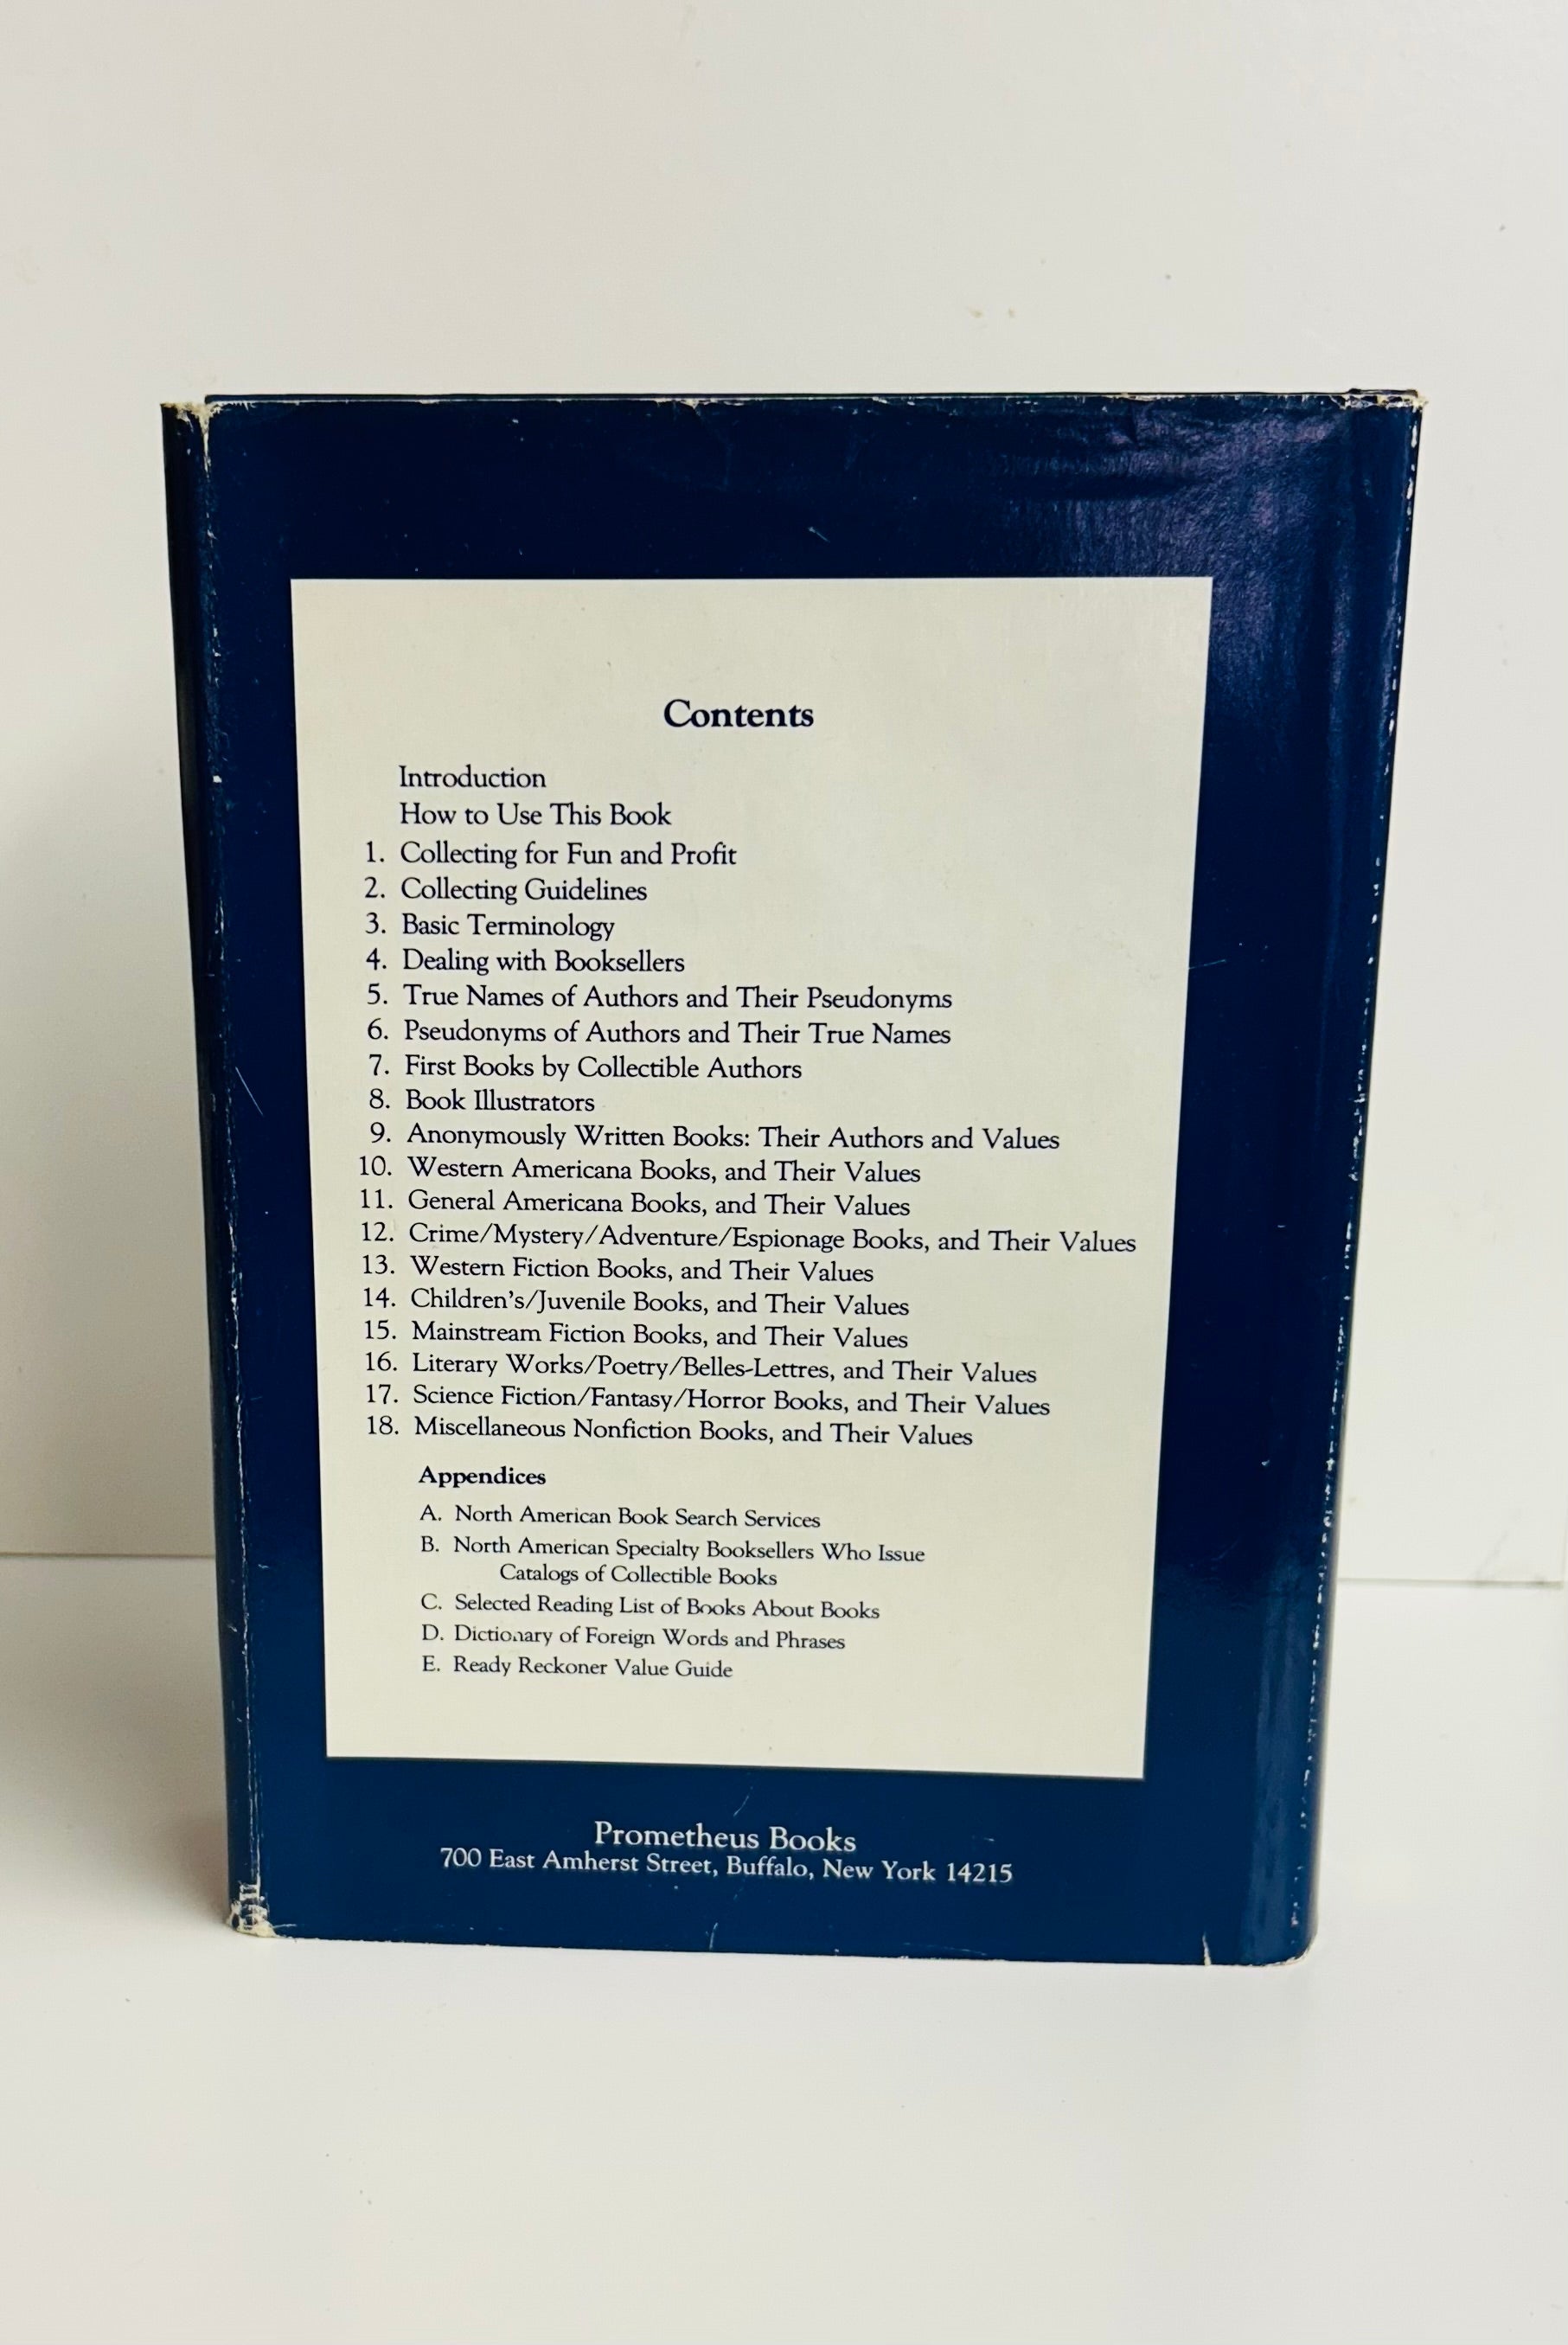 Contents
Introduction
How to Use This Book
1. Collecting for Fun and Profit
2. Collecting Guidelines
3. Basic Terminology
4. Dealing with Booksellers
5. True Names of Authors and Their Pseudonyms
6. Pseudonyms of Authors and Their True Names
7. First Books by Collectible Authors
8. Book Illustrators
9. Anonymously Written Books: Their Authors and Values
10. Western Americana Books, and Their Values
11. General Americana Books, and Their Values
12. Crime/Mystery/Adventure/Espionage Books, and Their Values
13. Western Fiction Books, and Their Values
14. Children's/Juvenile Books, and Their Values
15. Mainstream Fiction Books, and Their Values
16. Literary Works/Poetry/Belles-Lettres, and Their Values
17. Science Fiction/Fantasy/Horror Books, and Their Values
18. Miscellaneous Nonfiction Books, and Their Values
Appendices
A. North American Book Search Services
B. North American Specialty Booksellers Who Issue
Catalogs of Collectible Books
C. Selected Reading List of Books About Books
D. Dictionary of Foreign Words and Phrases
E. Ready Reckoner Value Guide
Prometheus Books
700 East Amherst Street, Buffalo, New York 14215